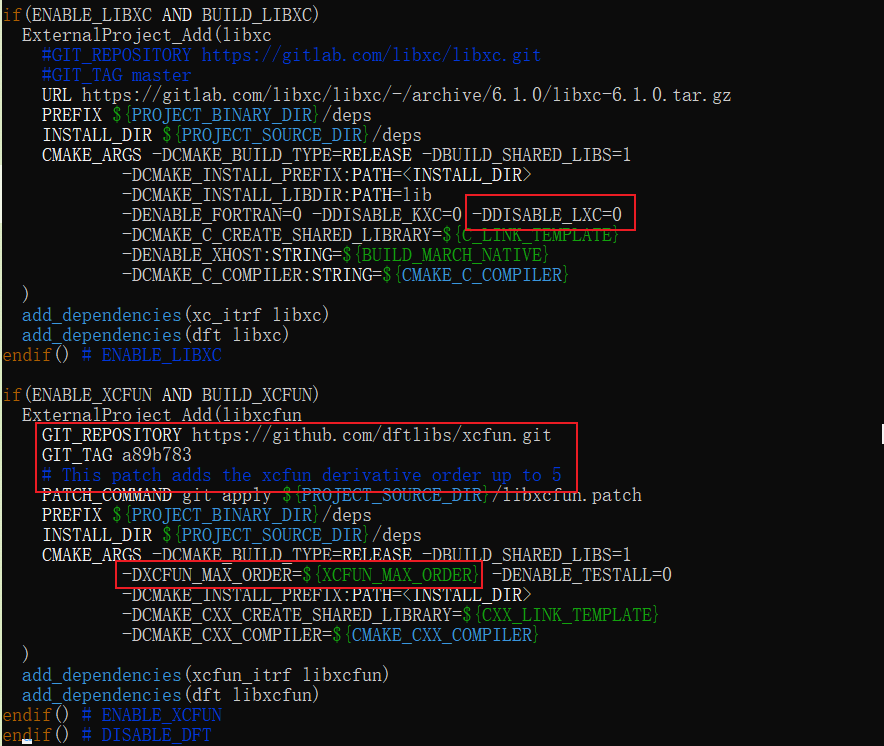 if(ENABLE_LIBXC AND BUILD_LIBXC)
ExternalProject_Add(libxc
#GIT_REPOSITORY https://gitlab.com/libxc/libxc.git
#GIT_TAG master
URL https://gitlab.com/libxc/libxc/-/archive/6.1.0/libxc-6.1.0.tar.gz
PREFIX ${PROJECT_BINARY_DIR}/deps
INSTALL_DIR ${PROJECT_SOURCE_DIR}/deps
CMAKE_ARGS -DCMAKE_BUILD_TYPE=RELEASE -DBUILD_SHARED_LIBS=1
-DCMAKE_INSTALL_PREFIX:PATH=<INSTALL_DIR>
-DCMAKE_INSTALL_LIBDIR:PATH=lib
-DENABLE_FORTRAN=0 -DDISABLE_KXC=0 -DDISABLE_LXC=0
-DCMAKE_C_CREATE_SHARED_LIBRARY=${C_LINK_TEMPLATE}
-DENABLE_XHOST:STRING=${BUILD_MARCH_NATIVE}
-DCMAKE_C_COMPILER:STRING=${CMAKE_C_COMPILER}
)
add_dependencies(xc_itrf libxc)
add_dependencies(dft libxc)
endif() # ENABLE_LIBXC
if(ENABLE_XCFUN AND BUILD_XCFUN)
ExternalProject_Add(libxcfun
GIT_REPOSITORY https://github.com/dftlibs/xcfun.git
GIT_TAG a89b783
# This patch adds the xcfun derivative order up to 5
PATCH_COMMAND git apply ${PROJECT_SOURCE_DIR}/libxcfun.patch
PREFIX ${PROJECT_BINARY_DIR}/deps
INSTALL_DIR ${PROJECT_SOURCE_DIR}/deps
CMAKE_ARGS -DCMAKE_BUILD_TYPE=RELEASE -DBUILD_SHARED_LIBS=1
-DXCFUN_MAX_ORDER=${XCFUN_MAX_ORDER} -DENABLE_TESTALL=0
-DCMAKE_INSTALL_PREFIX:PATH=<INSTALL_DIR>
-DCMAKE_CXX_CREATE_SHARED_LIBRARY=${CXX_LINK_TEMPLATE}
-DCMAKE_CXX_COMPILER=${CMAKE_CXX_COMPILER}
)
add_dependencies(xcfun_itrf libxcfun)
add_dependencies(dft libxcfun)
endif() # ENABLE_XCFUN
endif() # DISABLE_DFT